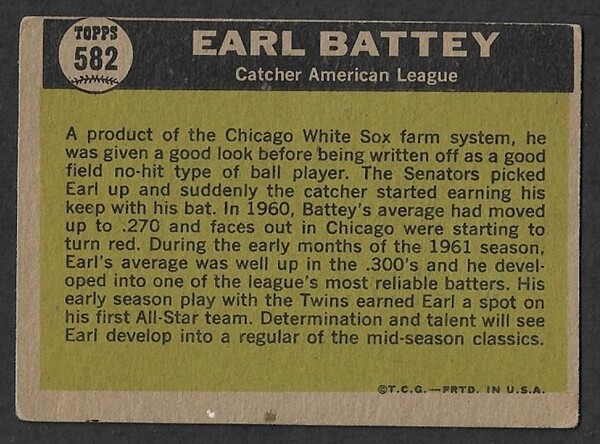 TOPPS
582
EARL BATTEY
Catcher American League
A product of the Chicago White Sox farm system, he
was given a good look before being written off as a good
field no-hit type of ball player. The Senators picked
Earl up and suddenly the catcher started earning his
keep with his bat. In 1960, Battey's average had moved
up to .270 and faces out in Chicago were starting to
turn red. During the early months of the 1961 season,
Earl's average was well up in the .300's and he devel-
oped into one of the league's most reliable batters. His
early season play with the Twins earned Earl a spot on
his first All-Star team. Determination and talent will see
Earl develop into a regular of the mid-season classics.
©T.C.G.—PRTD. IN U.S.A.